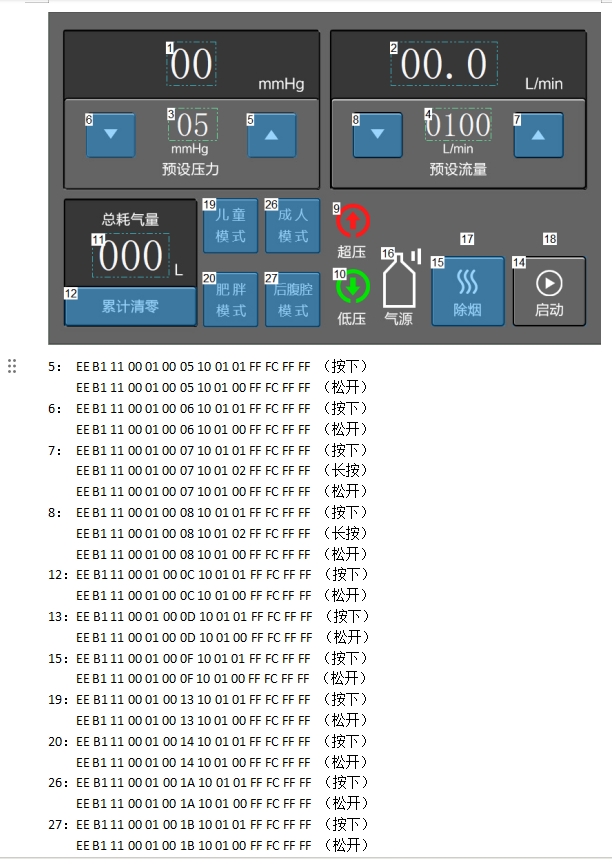 1
00
mmHg
2
00.0
L/min
6
3
05
5
mmHg
预设压力
8
4
0100
7
L/min
预设流量
总耗气量
11
000
L
12
累计清零
19
儿童
模式
26
成人
模式
20
肥胖
模式
27
后腹腔
模式
9
超压
10
低压
16
气源
17
15
除烟
18
14
启动
5： EE B1 11 00 01 00 05 10 01 01 FF FC FF FF （按下）
EE B1 11 00 01 00 05 10 01 00 FF FC FF FF （松开）
6： EE B1 11 00 01 00 06 10 01 01 FF FC FF FF （按下）
EE B1 11 00 01 00 06 10 01 00 FF FC FF FF （松开）
7： EE B1 11 00 01 00 07 10 01 01 FF FC FF FF （按下）
EE B1 11 00 01 00 07 10 01 02 FF FC FF FF （长按）
EE B1 11 00 01 00 07 10 01 00 FF FC FF FF （松开）
8： EE B1 11 00 01 00 08 10 01 01 FF FC FF FF （按下）
EE B1 11 00 01 00 08 10 01 02 FF FC FF FF （长按）
EE B1 11 00 01 00 08 10 01 00 FF FC FF FF （松开）
12：EE B1 11 00 01 00 0C 10 01 01 FF FC FF FF （按下）
EE B1 11 00 01 00 0C 10 01 00 FF FC FF FF （松开）
13：EE B1 11 00 01 00 0D 10 01 01 FF FC FF FF （按下）
EE B1 11 00 01 00 0D 10 01 00 FF FC FF FF （松开）
15：EE B1 11 00 01 00 0F 10 01 01 FF FC FF FF （按下）
EE B1 11 00 01 00 0F 10 01 00 FF FC FF FF （松开）
19：EE B1 11 00 01 00 13 10 01 01 FF FC FF FF （按下）
EE B1 11 00 01 00 13 10 01 00 FF FC FF FF （松开）
20：EE B1 11 00 01 00 14 10 01 01 FF FC FF FF （按下）
EE B1 11 00 01 00 14 10 01 00 FF FC FF FF （松开）
26：EE B1 11 00 01 00 1A 10 01 01 FF FC FF FF （按下）
EE B1 11 00 01 00 1A 10 01 00 FF FC FF FF （松开）
27：EE B1 11 00 01 00 1B 10 01 01 FF FC FF FF （按下）
EE B1 11 00 01 00 1B 10 01 00 FF FC FF FF （松开）